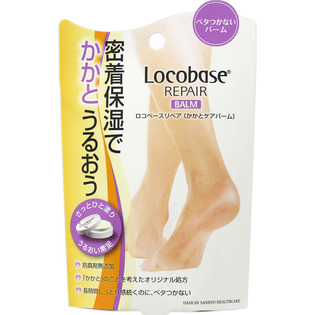 ベタつかない
バーム
密着保湿で
かかとうるおう
Locobase®
REPAIR
BALM
ロコベースリペア〔かかとケアバーム〕
さっとひと塗り
うるおい素足
防腐剤無添加
「かかと」のことを考えたオリジナル処方
長時間しっとり感続くのに、ベタつかない
DAIICHI SANKYO HEALTHCARE